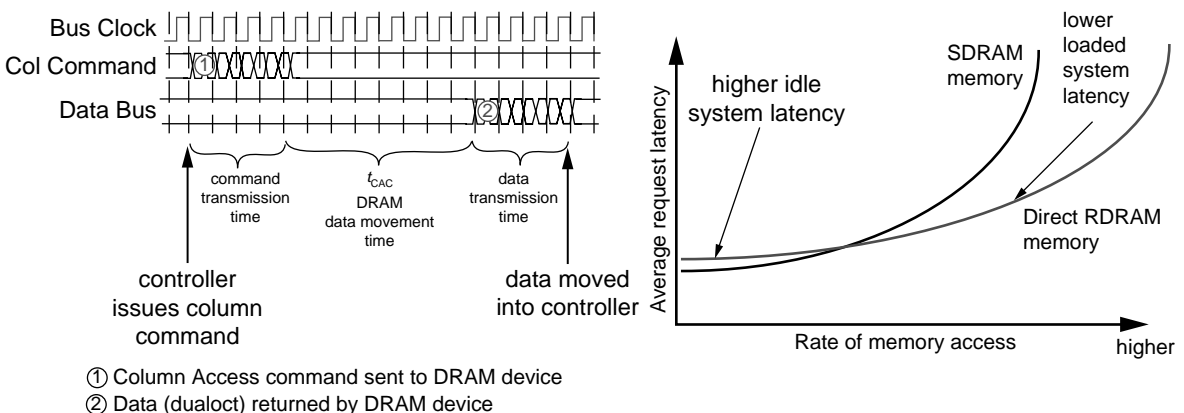 Bus Clock
Col Command
①
Data Bus
②
command
transmission
time
tCAC
DRAM
data movement
time
data
transmission
time
controller
issues column
command
data moved
into controller
① Column Access command sent to DRAM device
② Data (dualoct) returned by DRAM device
Average request latency
higher idle
system latency
SDRAM
memory
lower
loaded
system
latency
Direct RDRAM
memory
Rate of memory access
higher